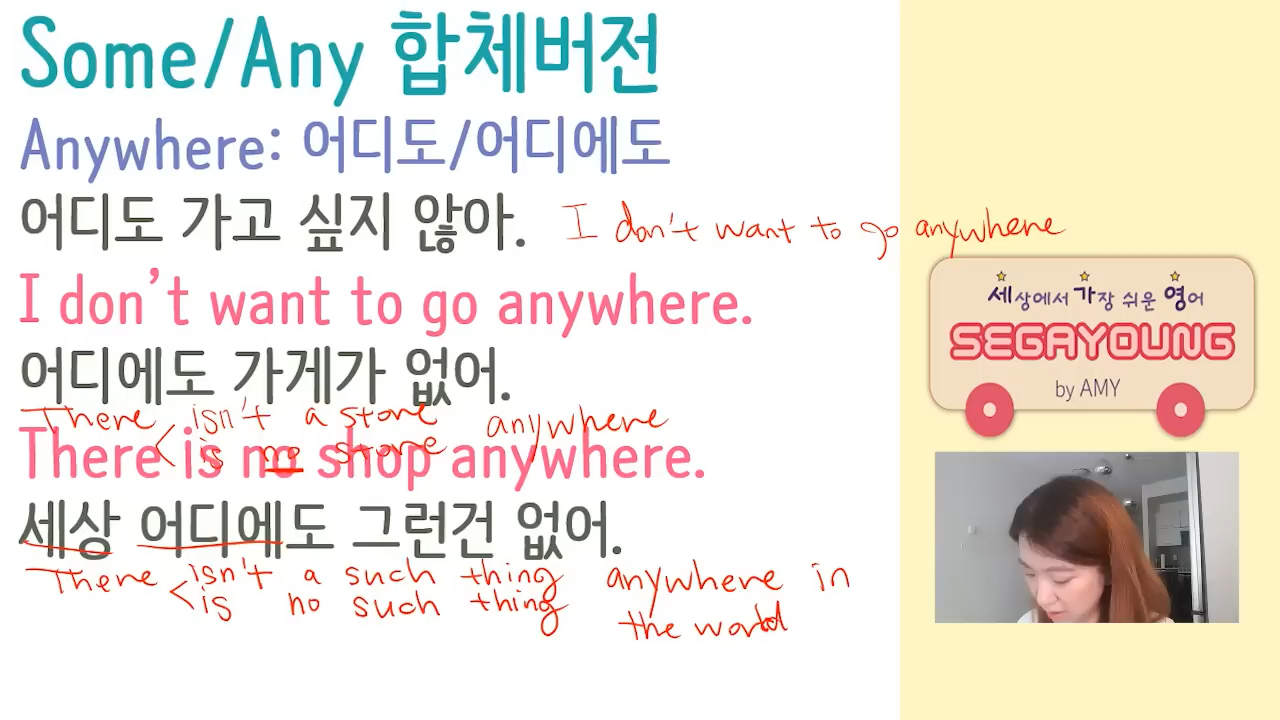 Some/Any 합체버전
Anywhere: 어디도/어디에도
어디도 가고 싶지 않아. I don't want to go anywhere
I don't want to go anywhere.
어디에도 가게가 없어.
There isn't a store anywhere
is no store
There is no shop anywhere.
세상 어디에도 그런건 없어.
There isn't a such thing anywhere in
is no such thing the world
세상에서 가장 쉬운 영어
SEGAYOUNG
by AMY